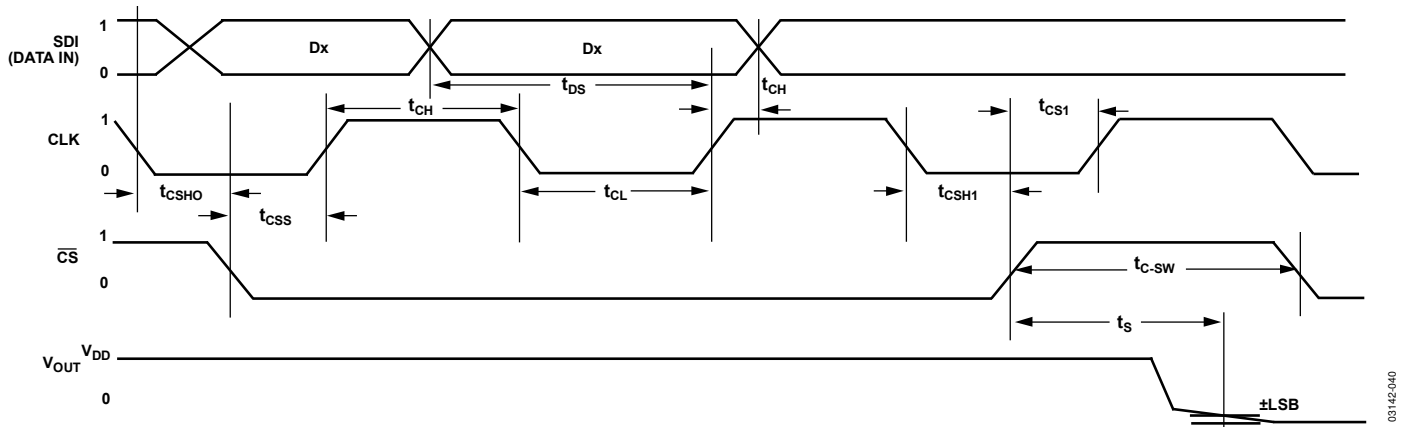 SDI
(DATA IN)
1
0
Dx
Dx
tDS
tCH
CLK
1
0
tCH
tCS1
tCSHO
tCSS
tCL
tCSH1
CS
1
0
tC-SW
tS
VOUT
VDD
0
±LSB
03142-040